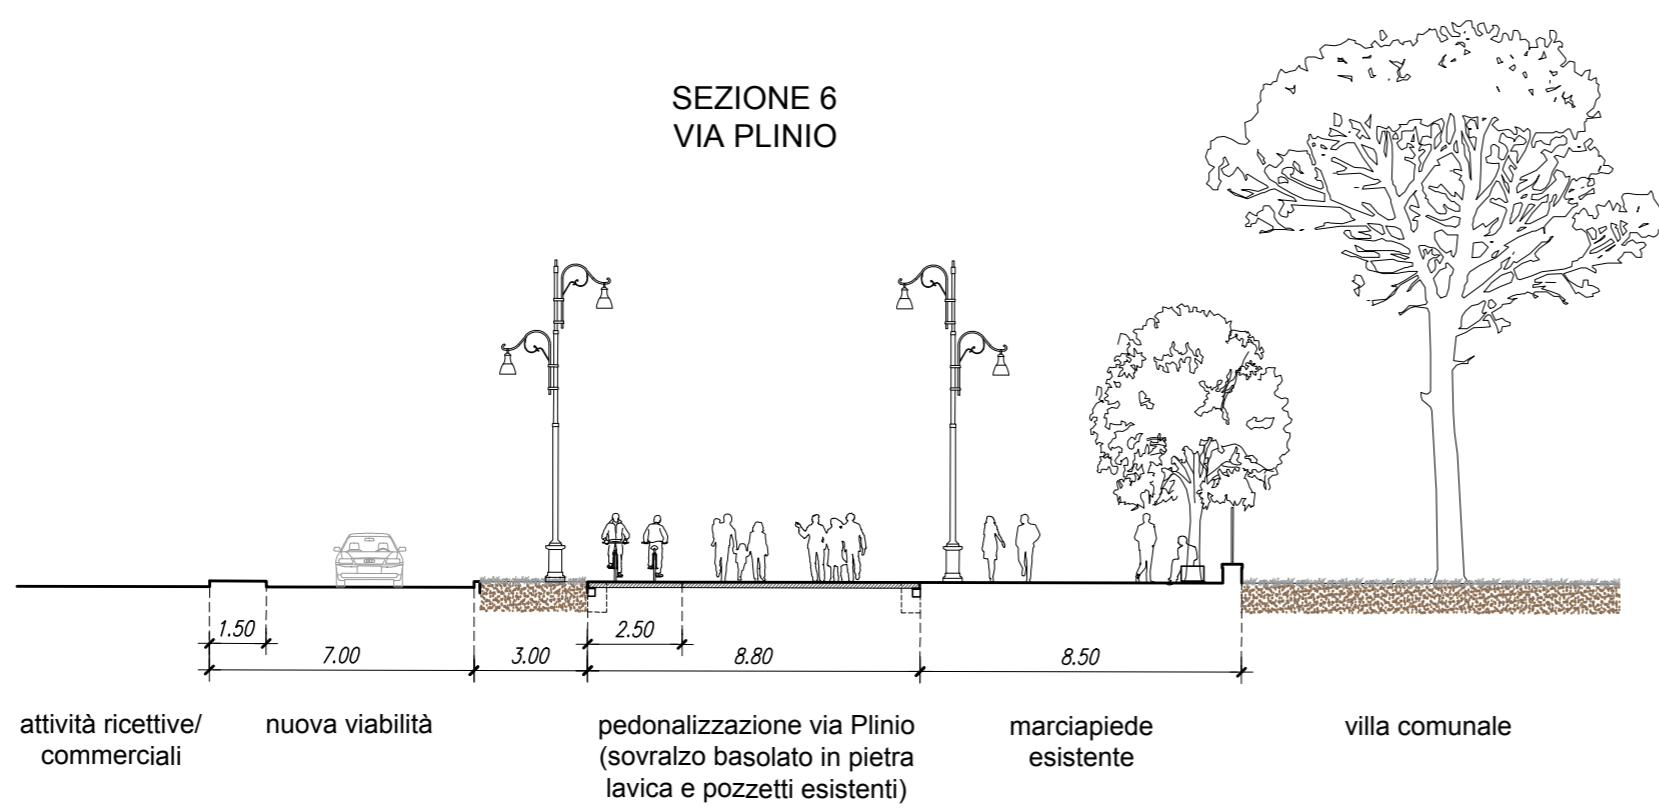 SEZIONE 6
VIA PLINIO
1.50
2.50
7.00
3.00
8.80
8.50
attività ricettive/
commerciali
nuova viabilità
pedonalizzazione via Plinio
(sovralzo basolato in pietra
lavica e pozzetti esistenti)
marciapiede
esistente
villa comunale